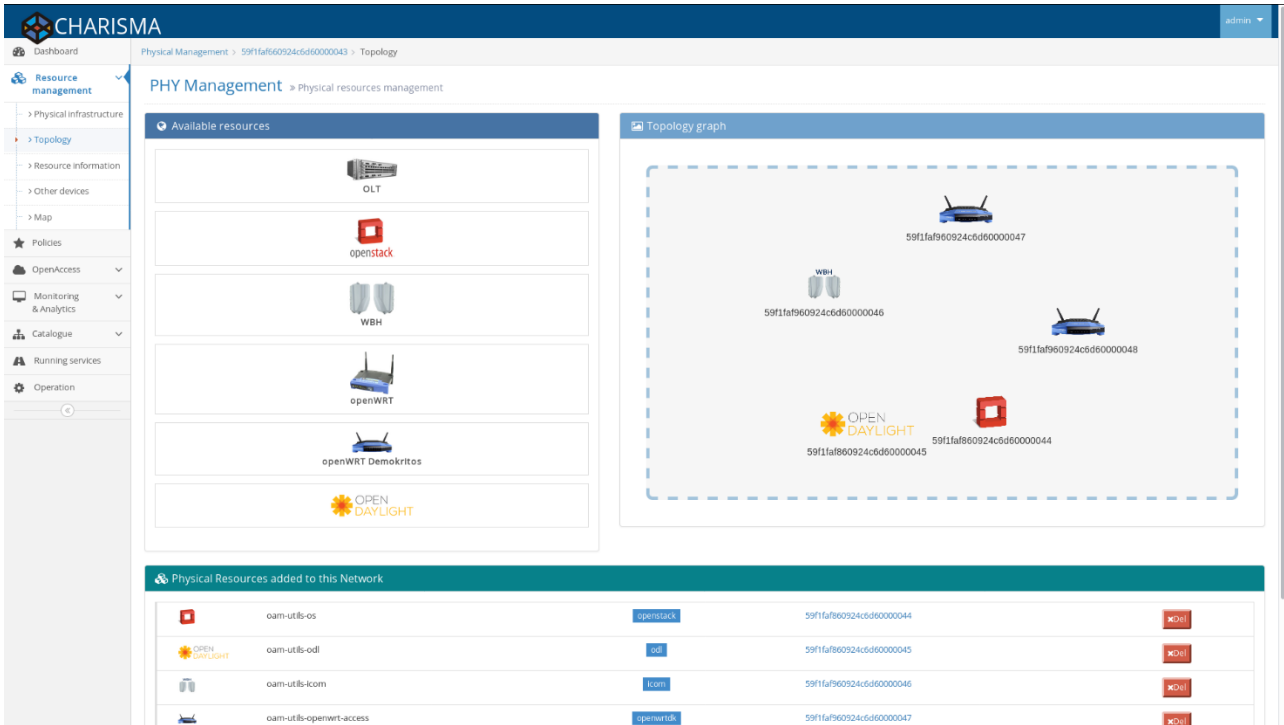 CHARISMA
admin
Dashboard
Physical Management > 59f1faf660924c6d60000043 > Topology
Resource
management
PHY Management » Physical resources management
> Physical infrastructure
> Topology
> Resource information
> Other devices
> Map
Policies
OpenAccess
Monitoring
& Analytics
Catalogue
Running services
Operation
Available resources
OLT
openstack
WBH
openWRT
openWRT Demokritos
OPEN
DAYLIGHT
Topology graph
59f1faf960924c6d60000047
WBH
59f1faf960924c6d60000046
59f1faf960924c6d60000048
OPEN
DAYLIGHT
59f1faf860924c6d60000045
59f1faf860924c6d60000044
Physical Resources added to this Network
oam-utils-os openstack 59f1faf860924c6d60000044 ×Del
OPEN
DAYLIGHT
oam-utils-odl odl 59f1faf860924c6d60000045 ×Del
oam-utils-icom icom 59f1faf960924c6d60000046 ×Del
oam-utils-openwrt-access openwrtdk 59f1faf960924c6d60000047 ×Del